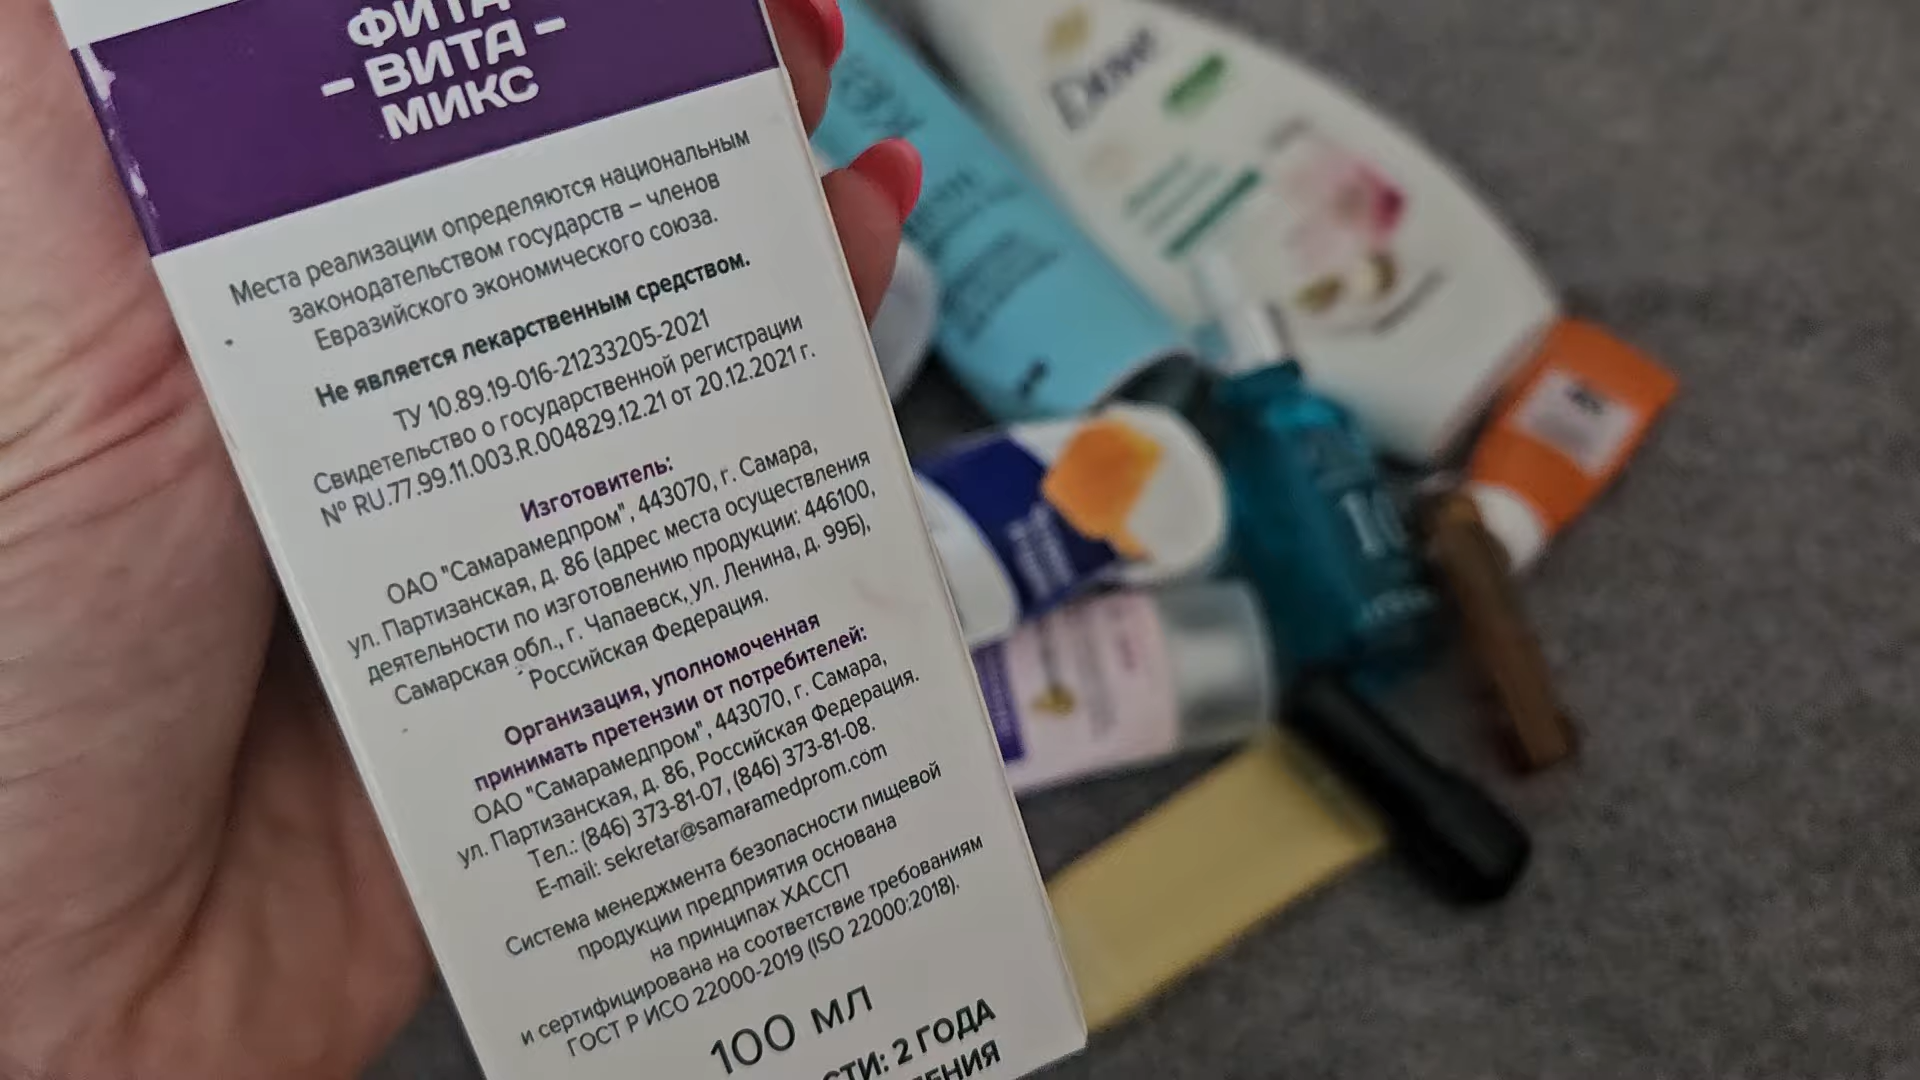 ФИТА
- ВИТА -
МИКС
Места реализации определяются национальным
законодательством государств – членов
Евразийского экономического союза.
Не является лекарственным средством.
ТУ 10.89.19-016-21233205-2021
Свидетельство о государственной регистрации
№ RU.77.99.11.003.R.004829.12.21 от 20.12.2021 г.
Изготовитель:
ОАО "Самарамедпром", 443070, г. Самара,
ул. Партизанская, д. 86 (адрес места осуществления
деятельности по изготовлению продукции: 446100,
Самарская обл., г. Чапаевск, ул. Ленина, д. 99Б),
Российская Федерация.
Организация, уполномоченная
принимать претензии от потребителей:
ОАО "Самарамедпром", 443070, г. Самара,
ул. Партизанская, д. 86, Российская Федерация.
Тел.: (846) 373-81-07, (846) 373-81-08.
E-mail: sekretar@samaramedprom.com
Система менеджмента безопасности пищевой
продукции предприятия основана
на принципах ХАССП
и сертифицирована на соответствие требованиям
ГОСТ Р ИСО 22000-2019 (ISO 22000:2018).
100 МЛ
СТИ: 2 ГОДА
ЕНИЯ
Dove